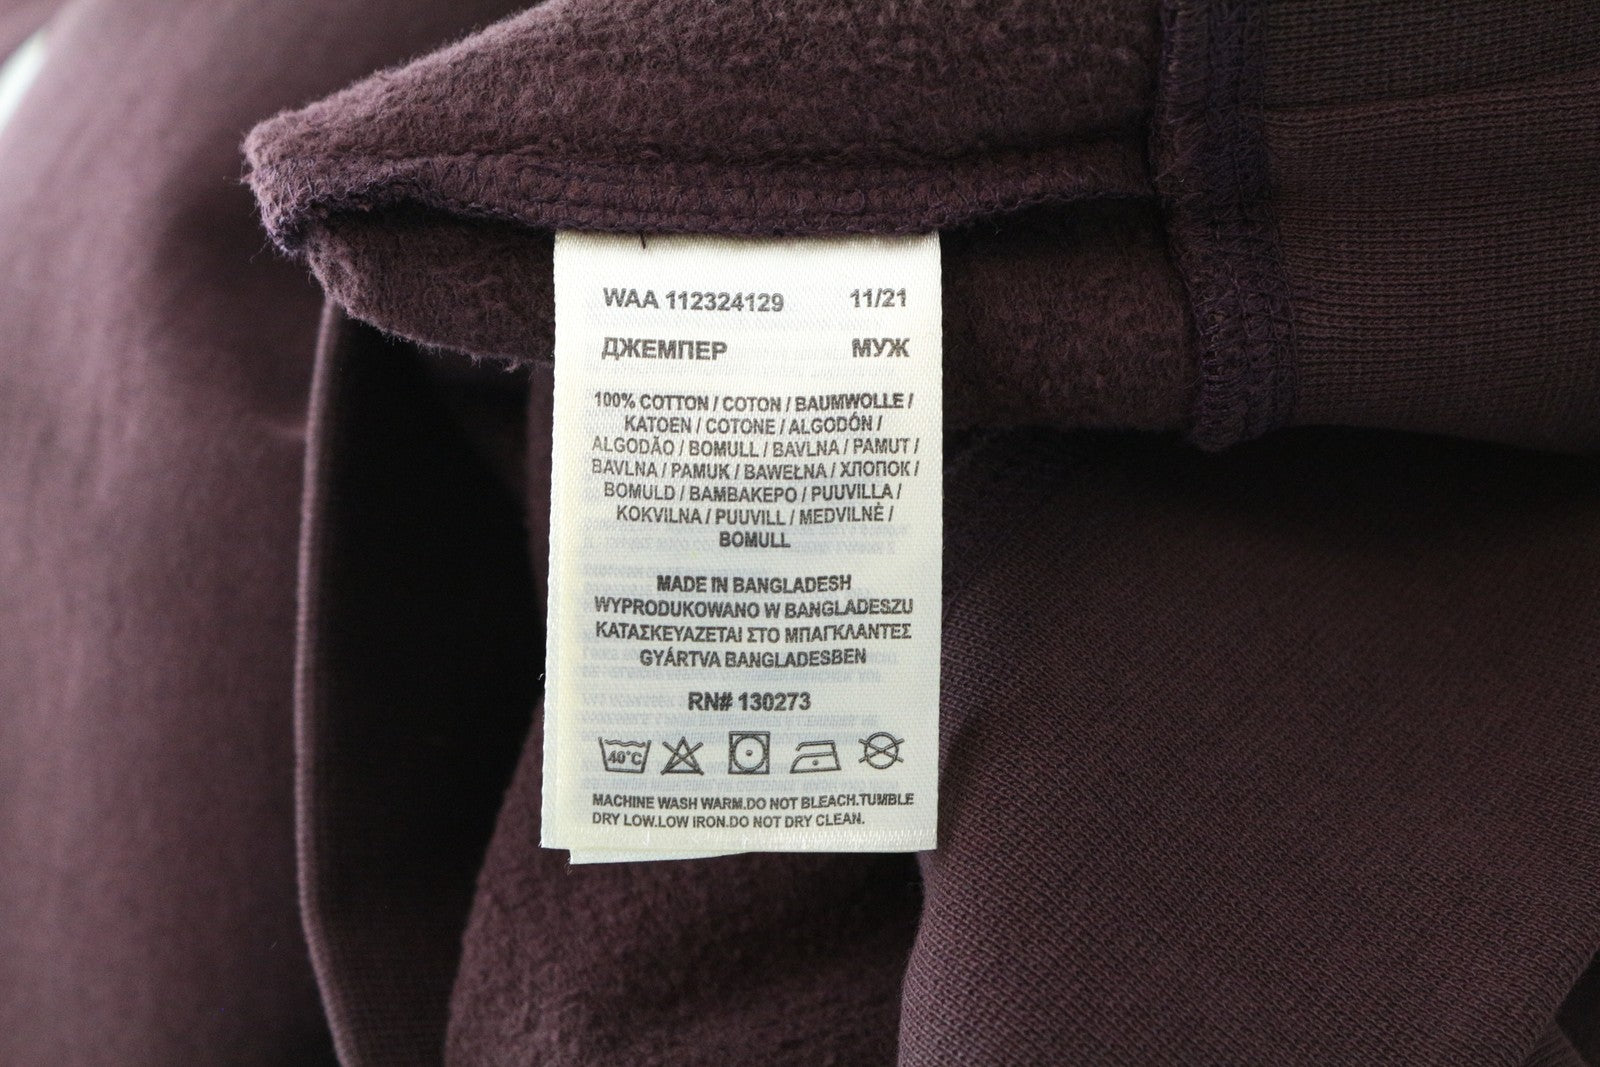 WAA 112324129 11/21
ДЖЕМПЕР МУЖ
100% COTTON / COTON / BAUMWOLLE /
KATOEN / COTONE / ALGODÓN /
ALGODÃO / BOMULL / BAVLNA / PAMUT /
BAVLNA / PAMUK / BAWEŁNA / ХЛОПОК /
BOMULD / ΒΑΜΒΑΚΕΡΟ / PUUVILLA /
KOKVILNA / PUUVILL / MEDVILNĖ /
BOMULL
MADE IN BANGLADESH
WYPRODUKOWANO W BANGLADESZU
ΚΑΤΑΣΚΕΥΑΖΕΤΑΙ ΣΤΟ ΜΠΑΓΚΛΑΝΤΕΣ
GYÁRTVA BANGLADESBEN
RN# 130273
40°C
MACHINE WASH WARM.DO NOT BLEACH.TUMBLE
DRY LOW.LOW IRON.DO NOT DRY CLEAN.